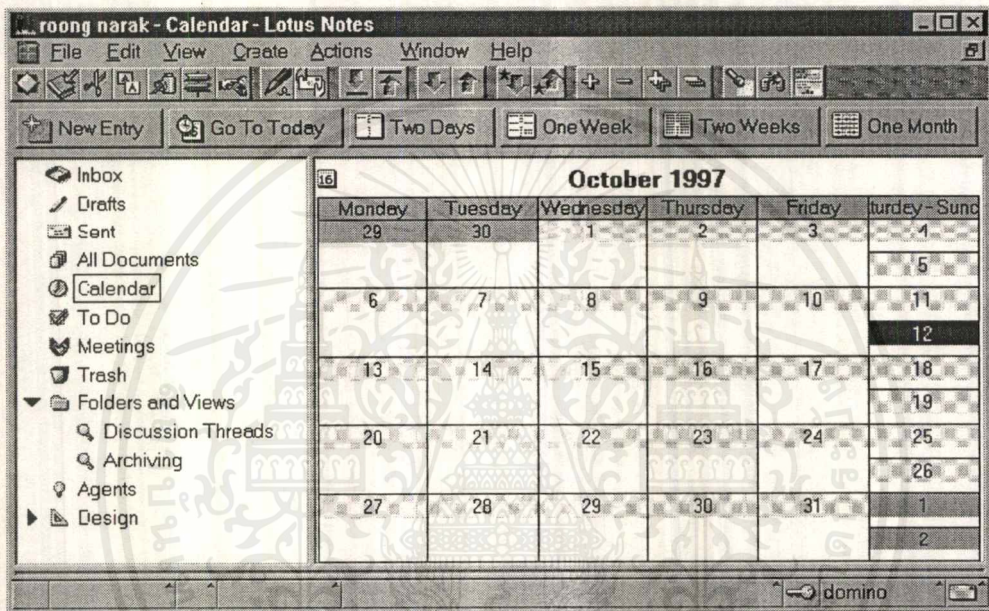 roong narak - Calendar - Lotus Notes
File Edit View Create Actions Window Help
New Entry Go To Today Two Days One Week Two Weeks One Month
Inbox
Drafts
Sent
All Documents
Calendar
To Do
Meetings
Trash
Folders and Views
Discussion Threads
Archiving
Agents
Design
16 October 1997
Monday Tuesday Wednesday Thursday Friday turday - Sund
29 30 1 2 3 4
5
6 7 8 9 10 11
12
13 14 15 16 17 18
19
20 21 22 23 24 25
26
27 28 29 30 31 1
2
domino